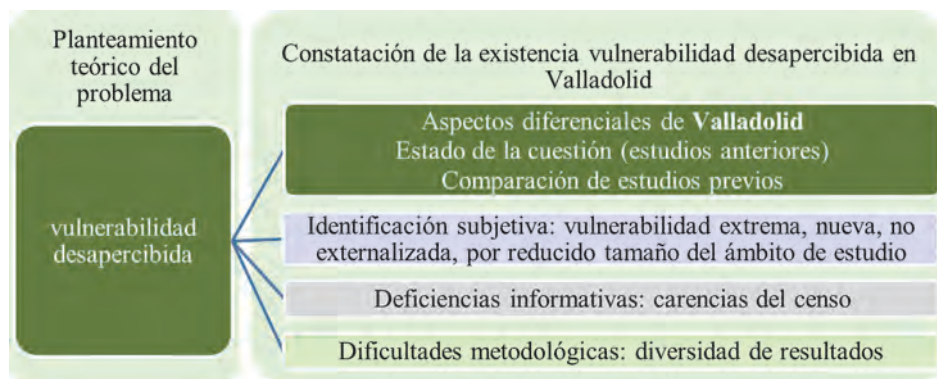 Planteamiento
teórico del
problema
vulnerabilidad
desapercibida
Constatación de la existencia vulnerabilidad desapercibida en
Valladolid
Aspectos diferenciales de Valladolid
Estado de la cuestión (estudios anteriores)
Comparación de estudios previos
Identificación subjetiva: vulnerabilidad extrema, nueva, no
externalizada, por reducido tamaño del ámbito de estudio
Deficiencias informativas: carencias del censo
Dificultades metodológicas: diversidad de resultados